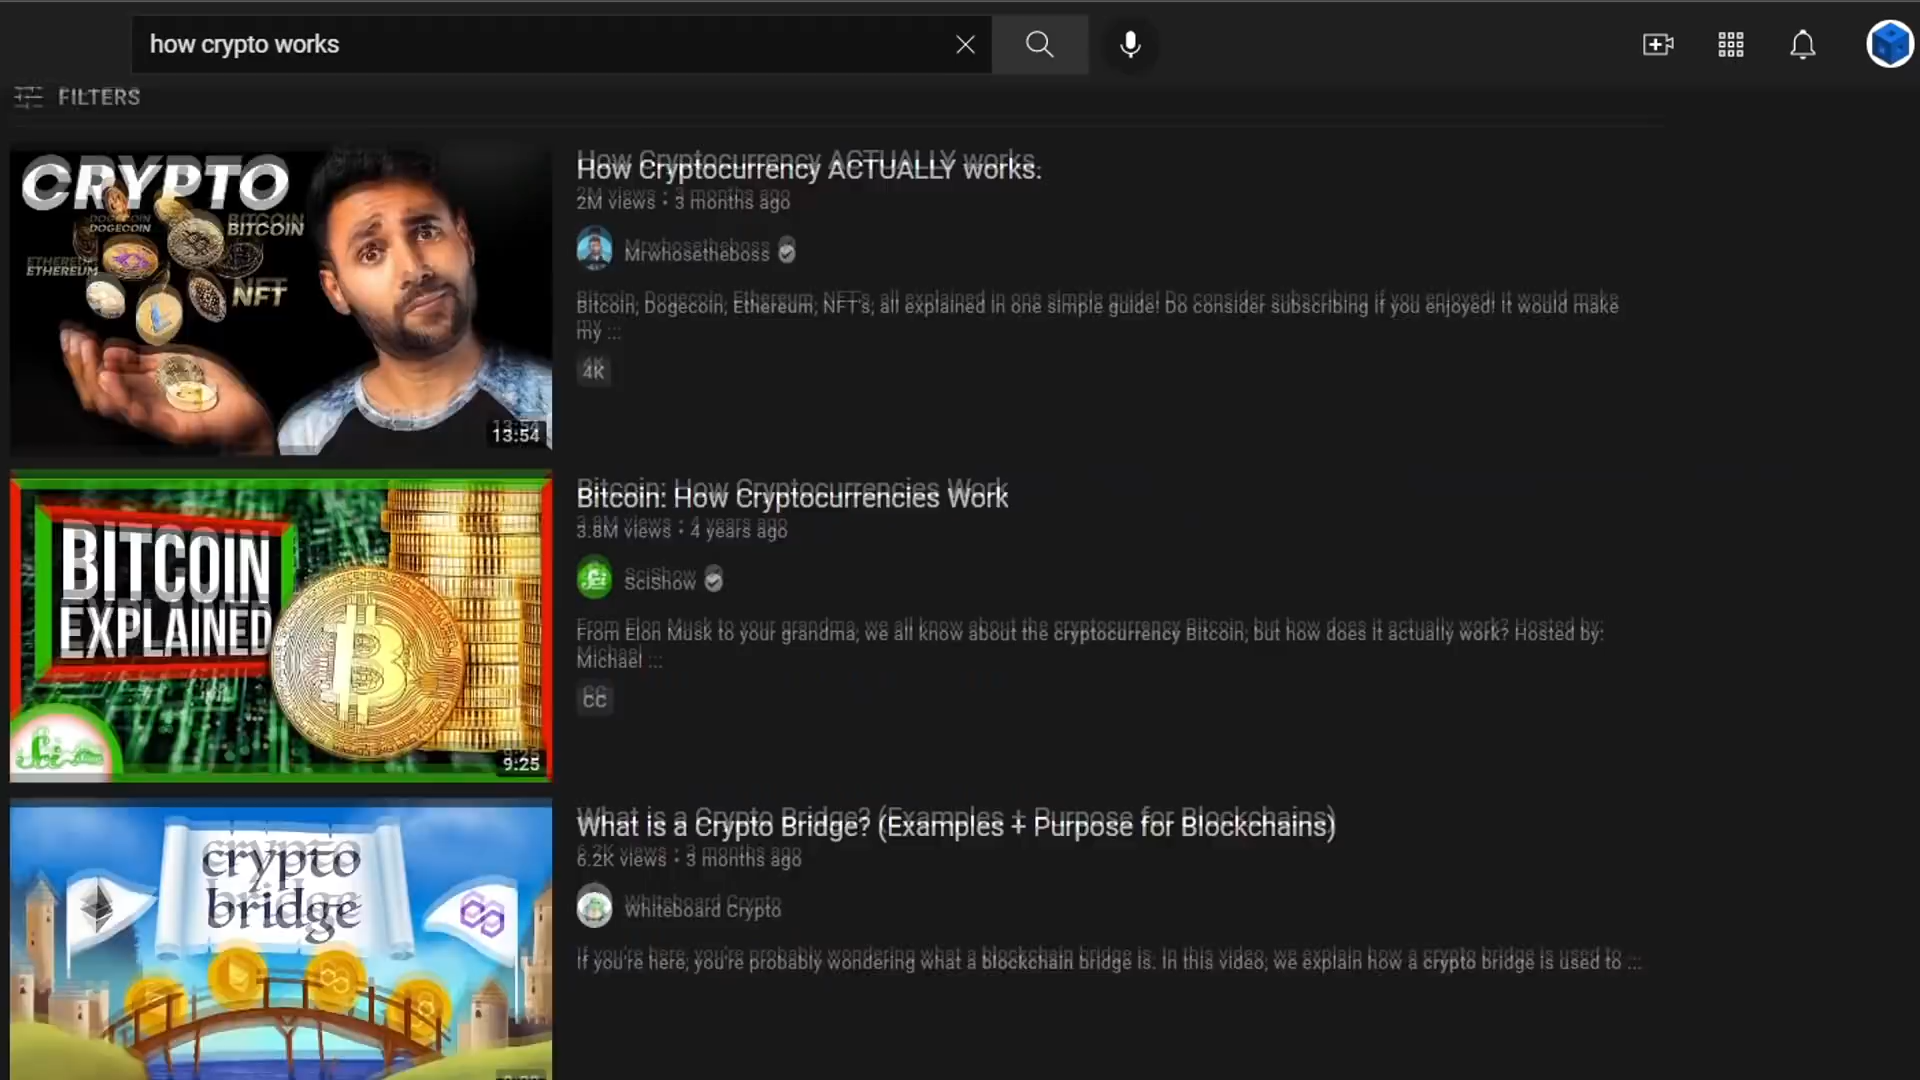 how crypto works
FILTERS
CRYPTO
DOGECOIN
BITCOIN
ETHEREUM
NFT
13:54
How Cryptocurrency ACTUALLY works.
2M views • 3 months ago
Mrwhosetheboss
Bitcoin, Dogecoin, Ethereum, NFT's, all explained in one simple guide! Do consider subscribing if you enjoyed! It would make
my ...
4K
BITCOIN
EXPLAINED
9:25
Bitcoin: How Cryptocurrencies Work
3.8M views • 4 years ago
SciShow
From Elon Musk to your grandma, we all know about the cryptocurrency Bitcoin, but how does it actually work? Hosted by:
Michael ...
CC
crypto
bridge
What is a Crypto Bridge? (Examples + Purpose for Blockchains)
6.2K views • 3 months ago
Whiteboard Crypto
If you're here, you're probably wondering what a blockchain bridge is. In this video, we explain how a crypto bridge is used to ...